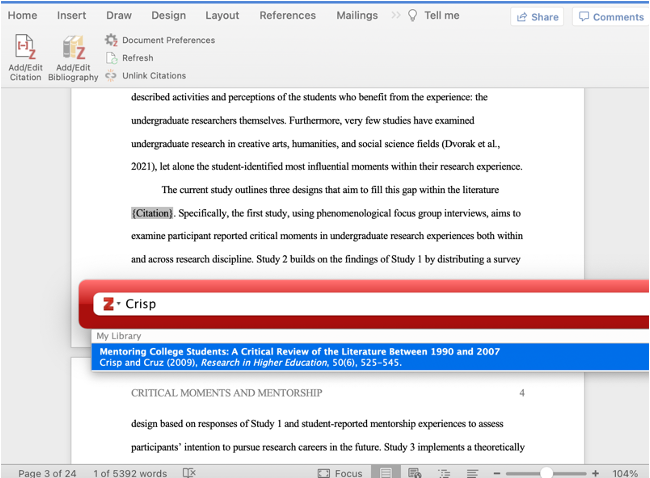 Home Insert Draw Design Layout References Mailings >> Tell me Share Comments
Add/Edit Citation
Add/Edit Bibliography
Document Preferences
Refresh
Unlink Citations
described activities and perceptions of the students who benefit from the experience: the
undergraduate researchers themselves. Furthermore, very few studies have examined
undergraduate research in creative arts, humanities, and social science fields (Dvorak et al.,
2021), let alone the student-identified most influential moments within their research experience.
The current study outlines three designs that aim to fill this gap within the literature
{Citation}. Specifically, the first study, using phenomenological focus group interviews, aims to
examine participant reported critical moments in undergraduate research experiences both within
and across research discipline. Study 2 builds on the findings of Study 1 by distributing a survey
Z Crisp
My Library
Mentoring College Students: A Critical Review of the Literature Between 1990 and 2007
Crisp and Cruz (2009), Research in Higher Education, 50(6), 525–545.
CRITICAL MOMENTS AND MENTORSHIP 4
design based on responses of Study 1 and student-reported mentorship experiences to assess
participants' intention to pursue research careers in the future. Study 3 implements a theoretically
Page 3 of 24 1 of 5392 words Focus 104%